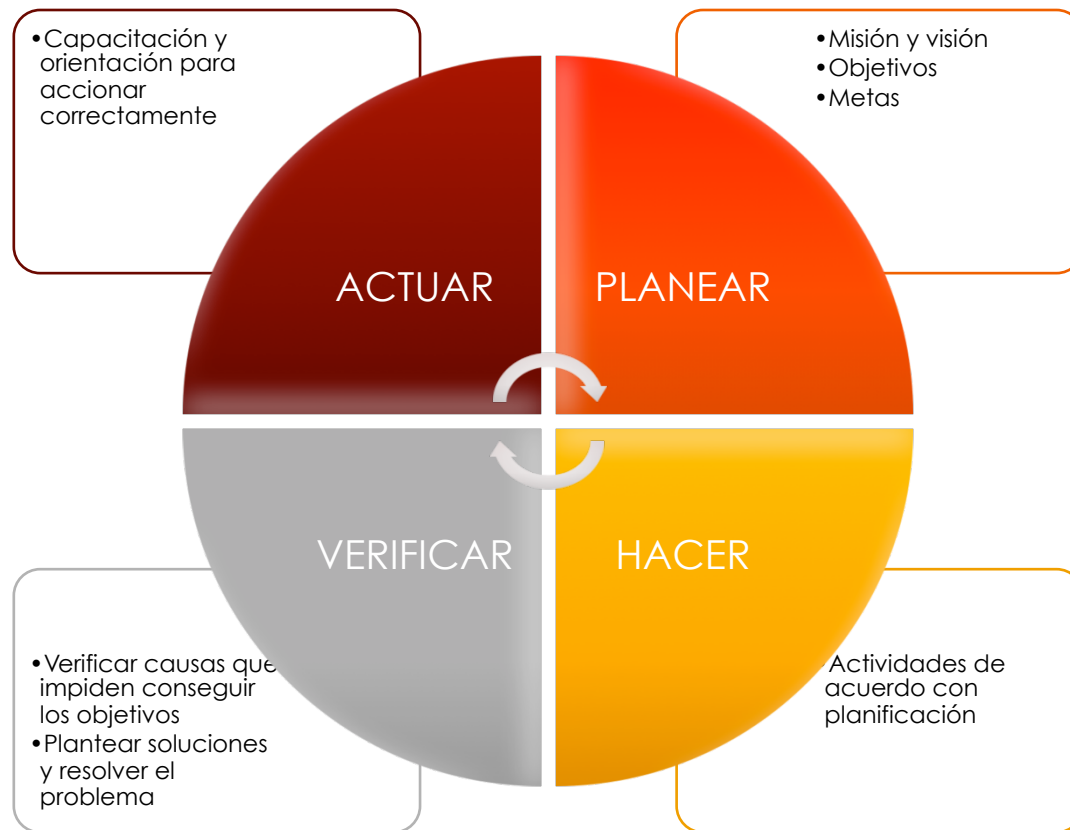 •Capacitación y
orientación para
accionar
correctamente
•Misión y visión
•Objetivos
•Metas
ACTUAR
PLANEAR
VERIFICAR
HACER
•Verificar causas que
impiden conseguir
los objetivos
•Plantear soluciones
y resolver el
problema
•Actividades de
acuerdo con
planificación